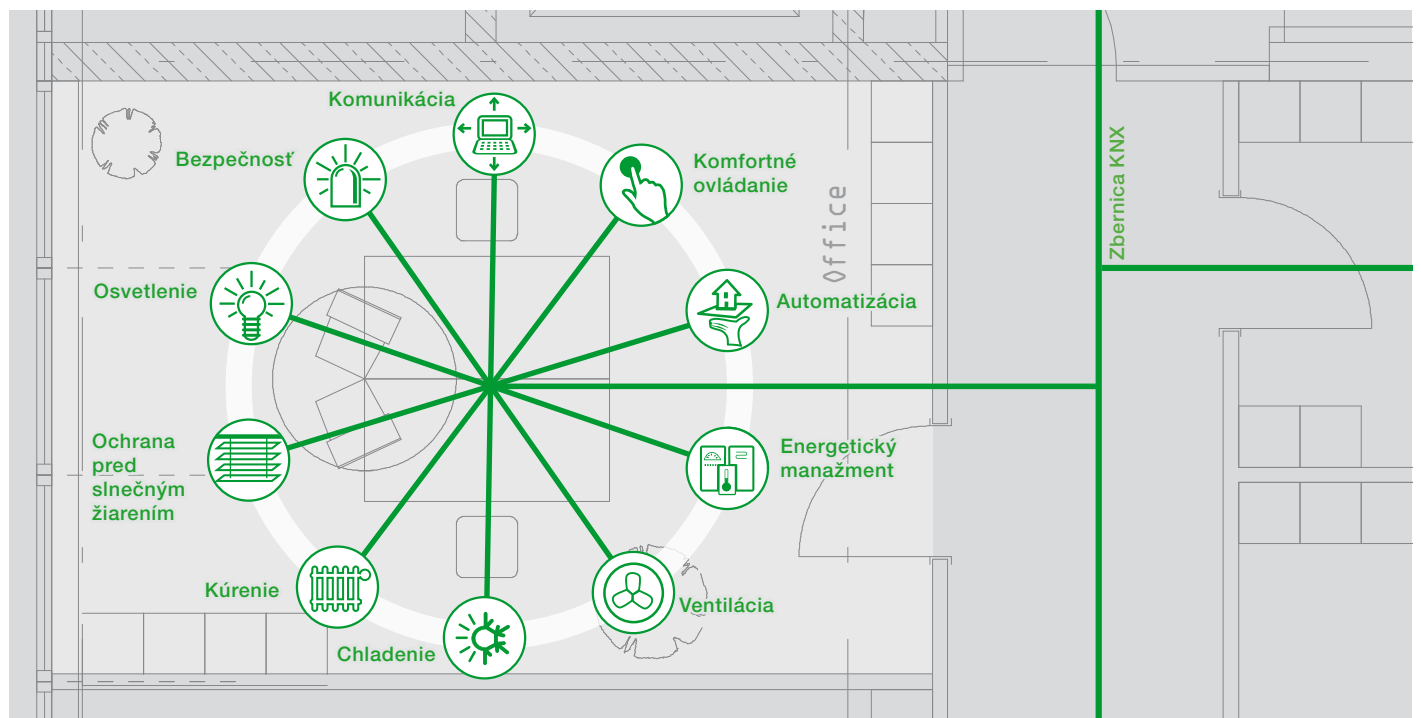 Komunikácia
Bezpečnosť
Komfortné
ovládanie
Zbernica KNX
Office
Osvetlenie
Automatizácia
Ochrana
pred
slnečným
žiarením
Energetický
manažment
Kúrenie
Ventilácia
Chladenie